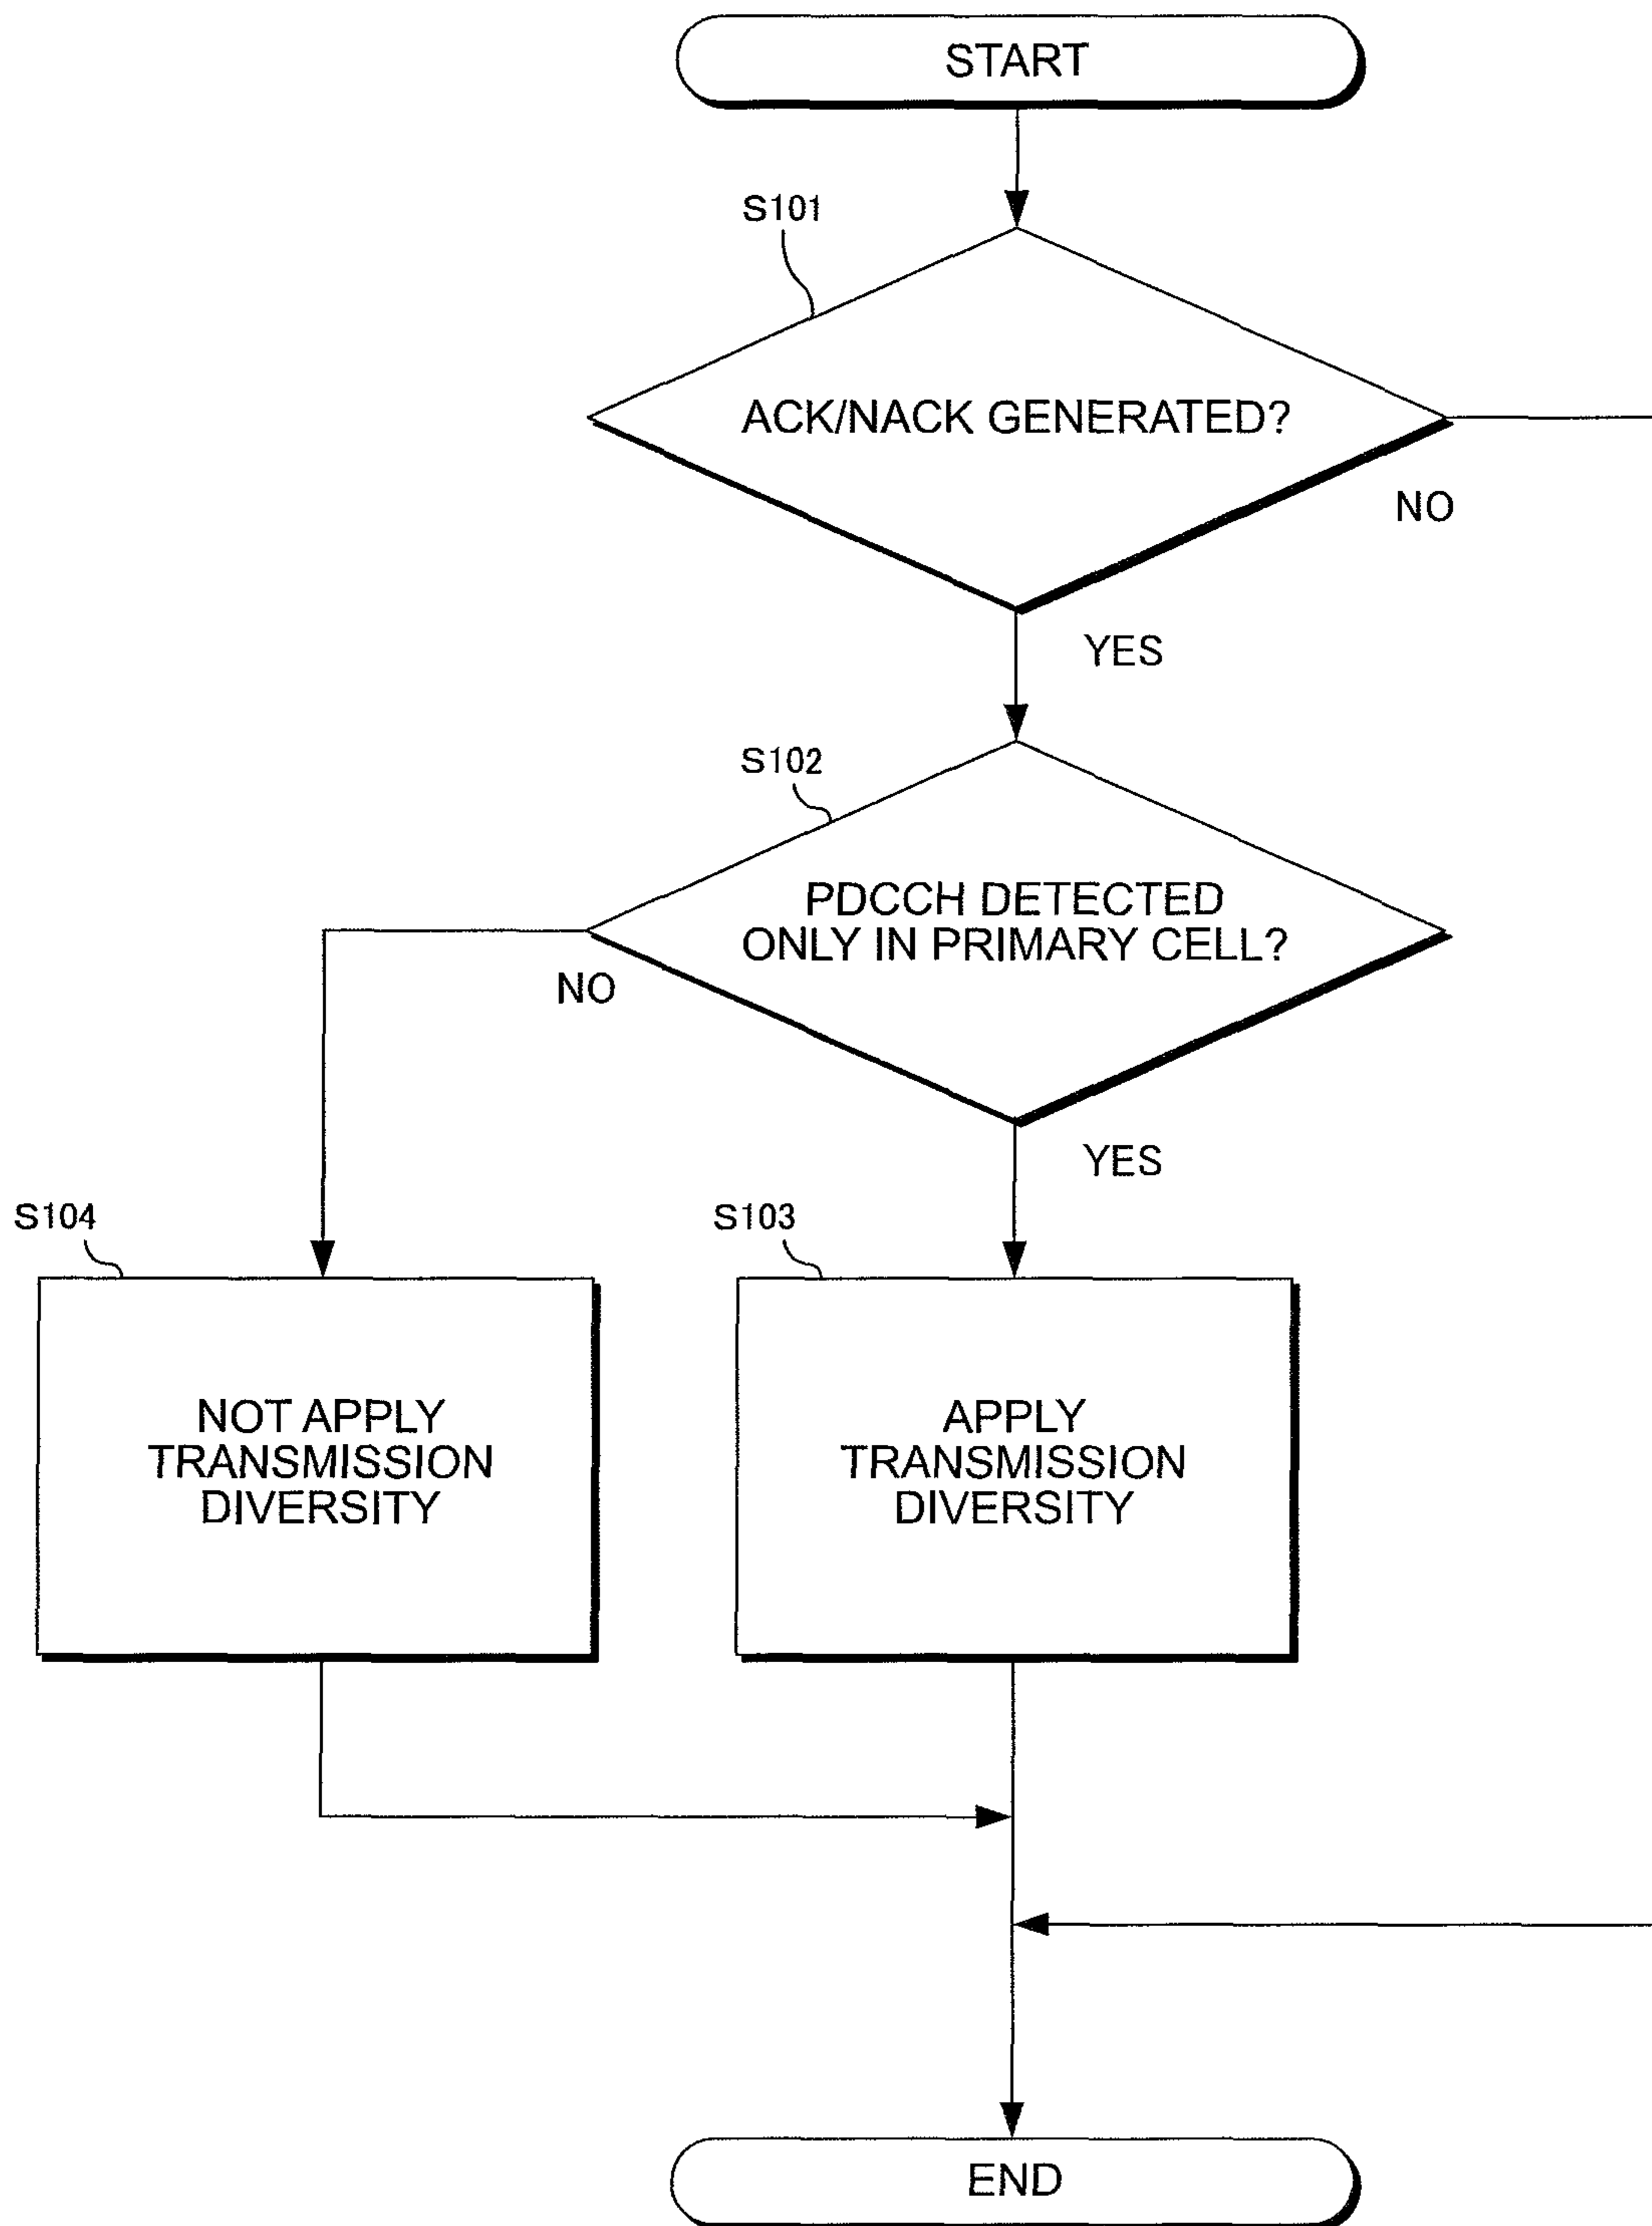 START
S101
ACK/NACK GENERATED?
NO
YES
S102
PDCCH DETECTED
ONLY IN PRIMARY CELL?
NO
YES
S104
S103
NOT APPLY
TRANSMISSION
DIVERSITY
APPLY
TRANSMISSION
DIVERSITY
END